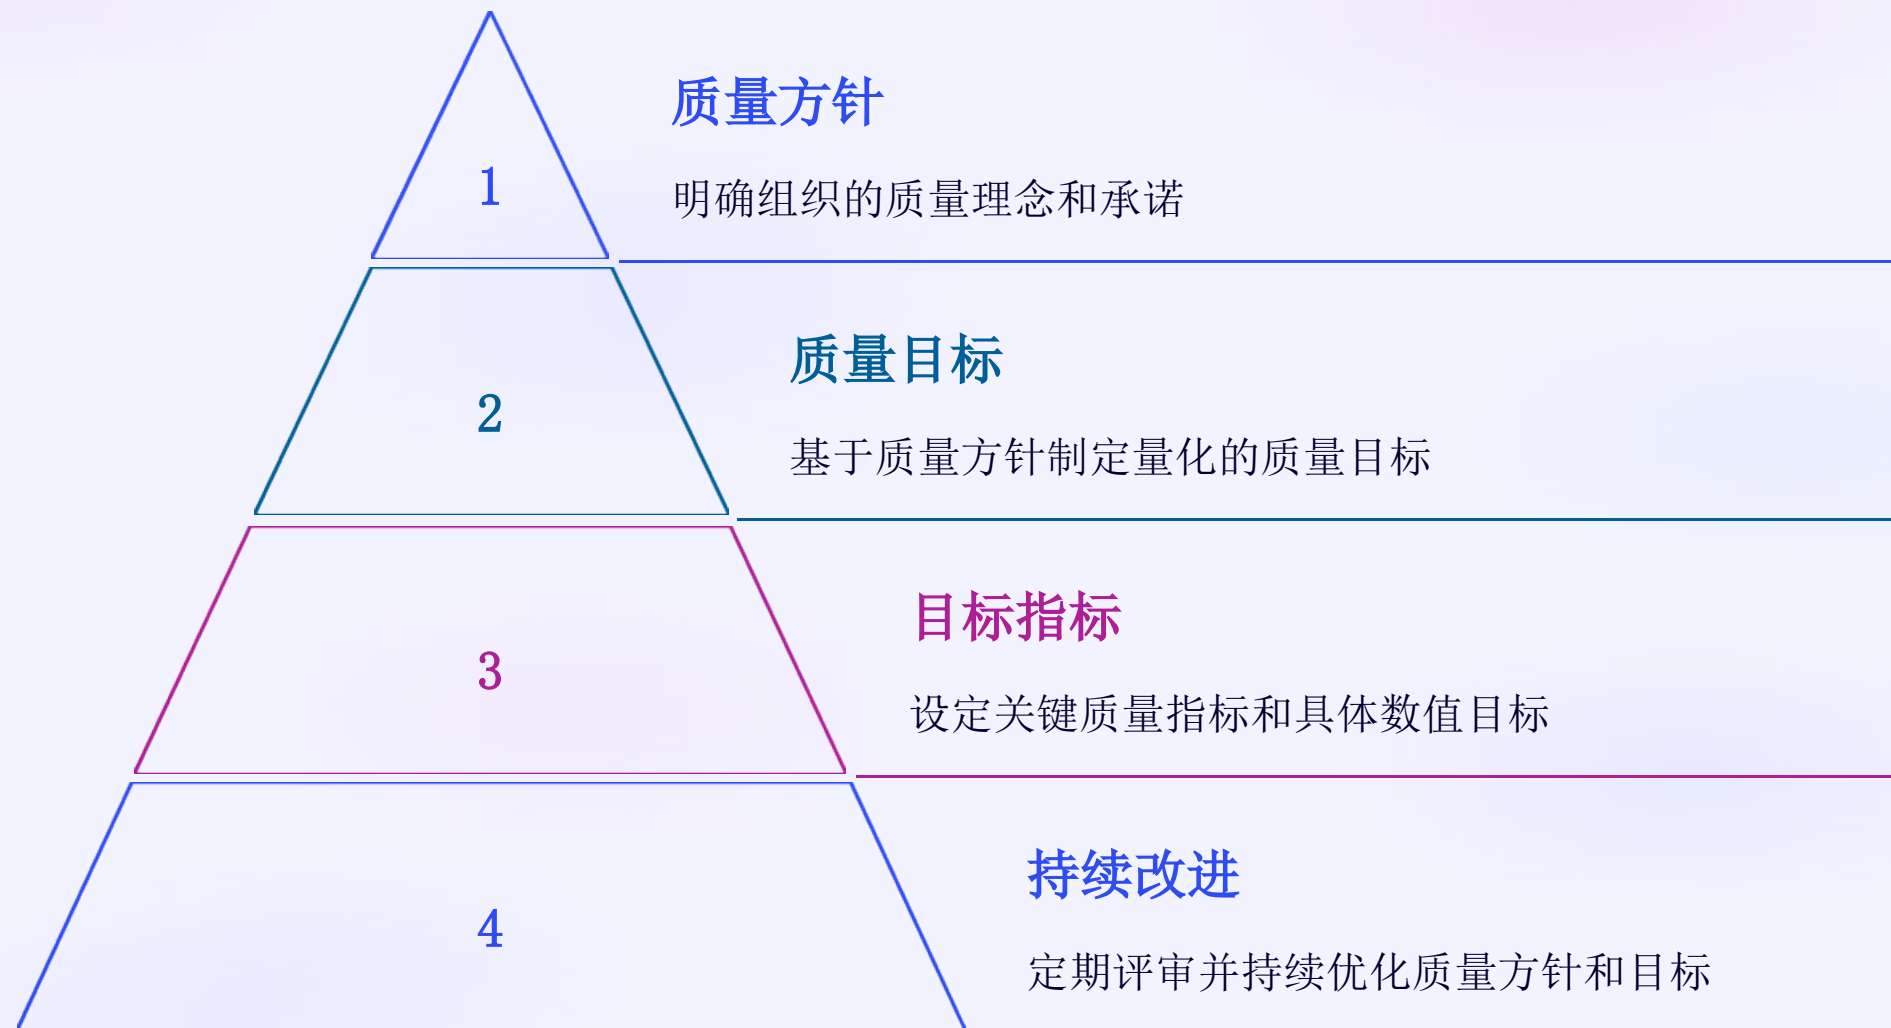 质量方针
1
明确组织的质量理念和承诺
质量目标
2
基于质量方针制定量化的质量目标
目标指标
3
设定关键质量指标和具体数值目标
持续改进
4
定期评审并持续优化质量方针和目标